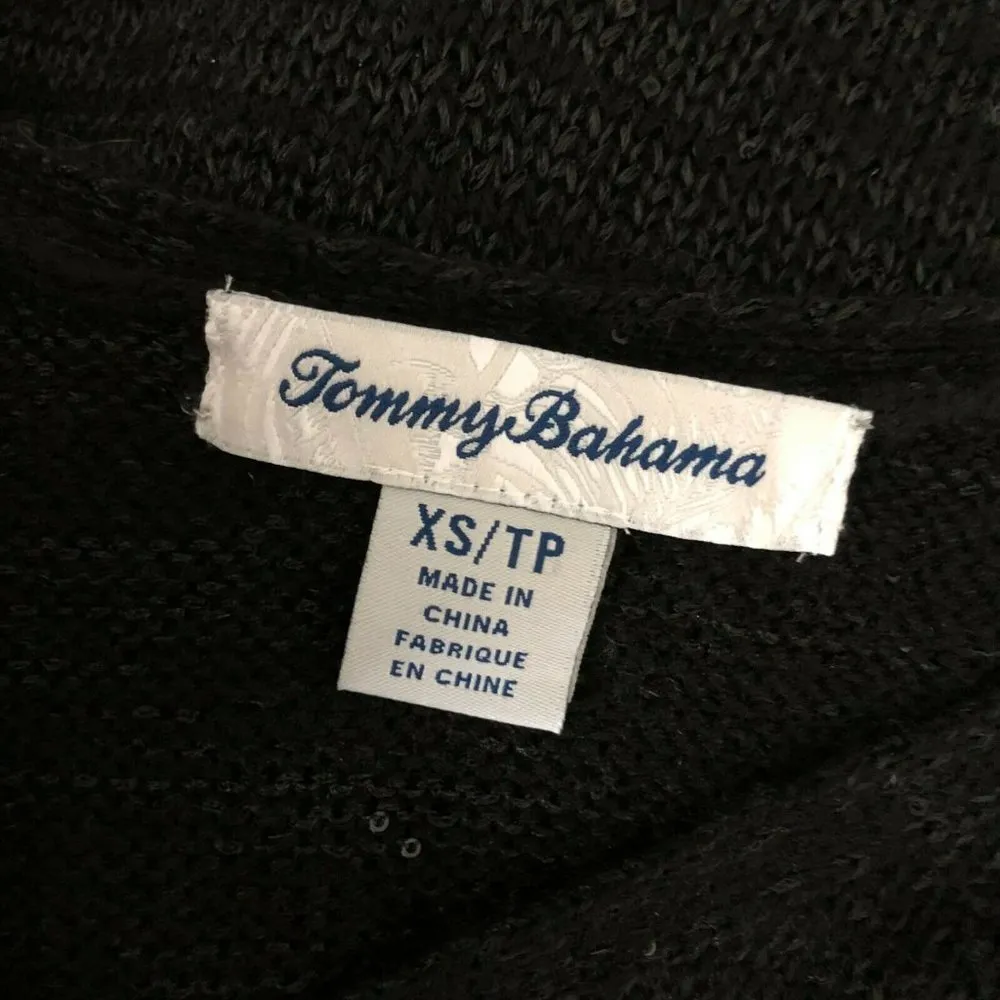 Tommy Bahama
XS/TP
MADE IN
CHINA
FABRIQUE
EN CHINE